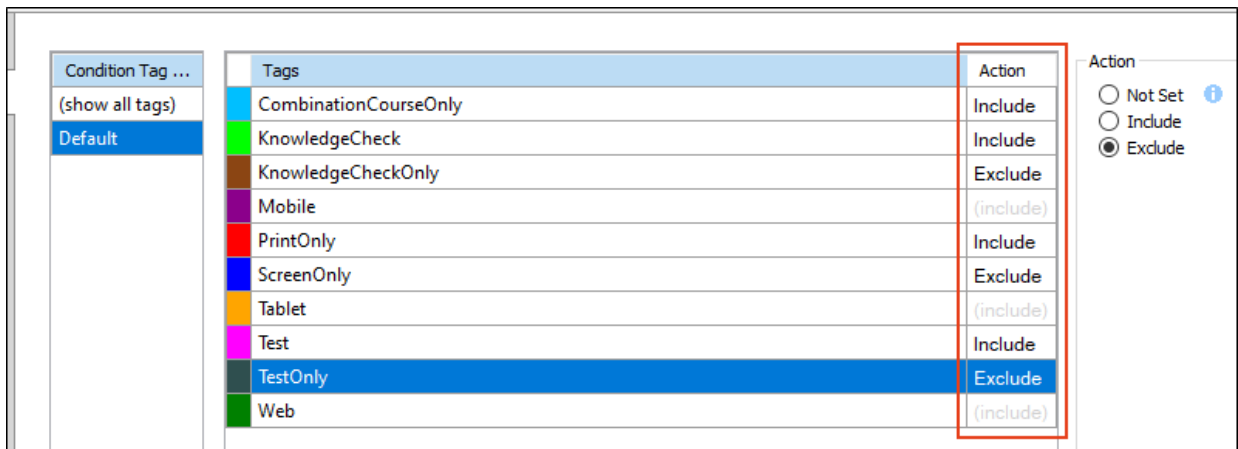 Condition Tag ...
(show all tags)
Default
Tags Action
CombinationCourseOnly Include
KnowledgeCheck Include
KnowledgeCheckOnly Exclude
Mobile (include)
PrintOnly Include
ScreenOnly Exclude
Tablet (include)
Test Include
TestOnly Exclude
Web (include)
Action
Not Set
Include
Exclude